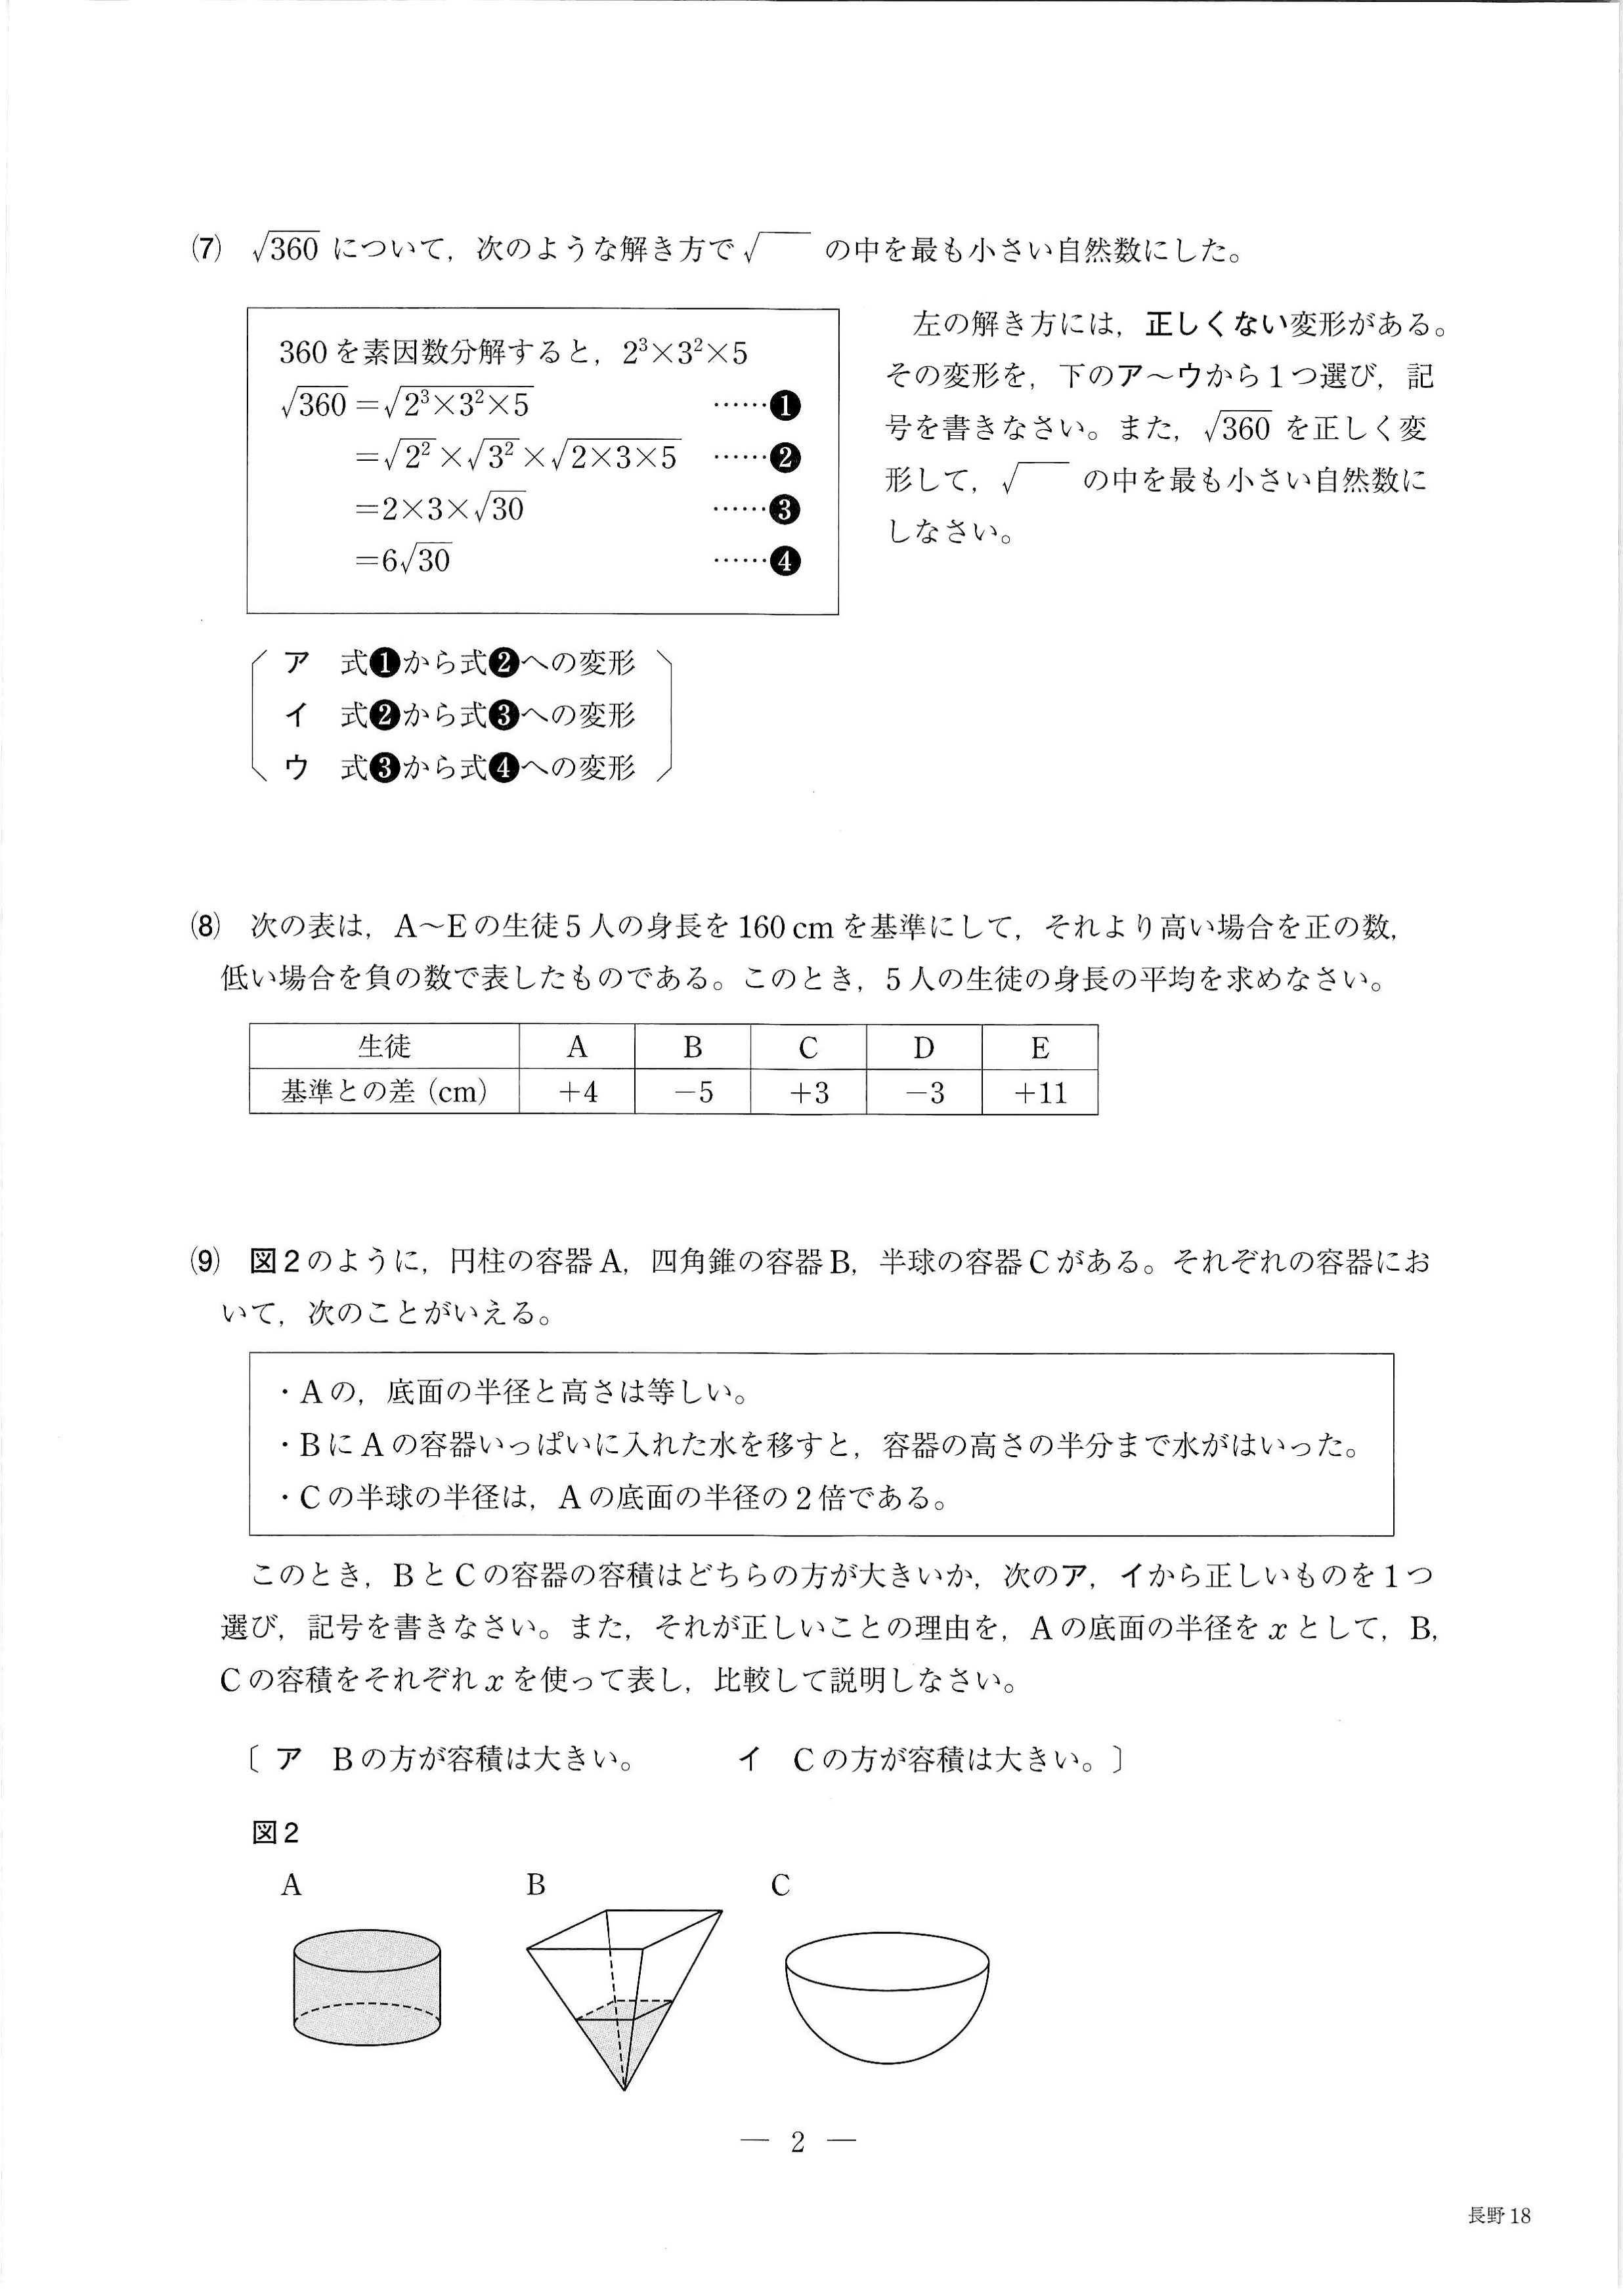 (7) √360 について，次のような解き方で√　の中を最も小さい自然数にした。
360を素因数分解すると，2³×3²×5
√360 =√2³×3²×5 ……❶
=√2²×√3²×√2×3×5 ……❷
=2×3×√30 ……❸
=6√30 ……❹
左の解き方には，正しくない変形がある。
その変形を，下のア～ウから1つ選び，記
号を書きなさい。また，√360 を正しく変
形して，√　の中を最も小さい自然数に
しなさい。
ア 式❶から式❷への変形
イ 式❷から式❸への変形
ウ 式❸から式❹への変形
(8) 次の表は，A～Eの生徒5人の身長を160cmを基準にして，それより高い場合を正の数，
低い場合を負の数で表したものである。このとき，5人の生徒の身長の平均を求めなさい。
生徒 A B C D E
基準との差（cm） +4 −5 +3 −3 +11
(9) 図2のように，円柱の容器A，四角錐の容器B，半球の容器Cがある。それぞれの容器にお
いて，次のことがいえる。
・Aの，底面の半径と高さは等しい。
・BにAの容器いっぱいに入れた水を移すと，容器の高さの半分まで水がはいった。
・Cの半球の半径は，Aの底面の半径の2倍である。
このとき，BとCの容器の容積はどちらの方が大きいか，次のア，イから正しいものを1つ
選び，記号を書きなさい。また，それが正しいことの理由を，Aの底面の半径をxとして，B，
Cの容積をそれぞれxを使って表し，比較して説明しなさい。
〔 ア Bの方が容積は大きい。 イ Cの方が容積は大きい。〕
図2
A B C
— 2 —
長野18